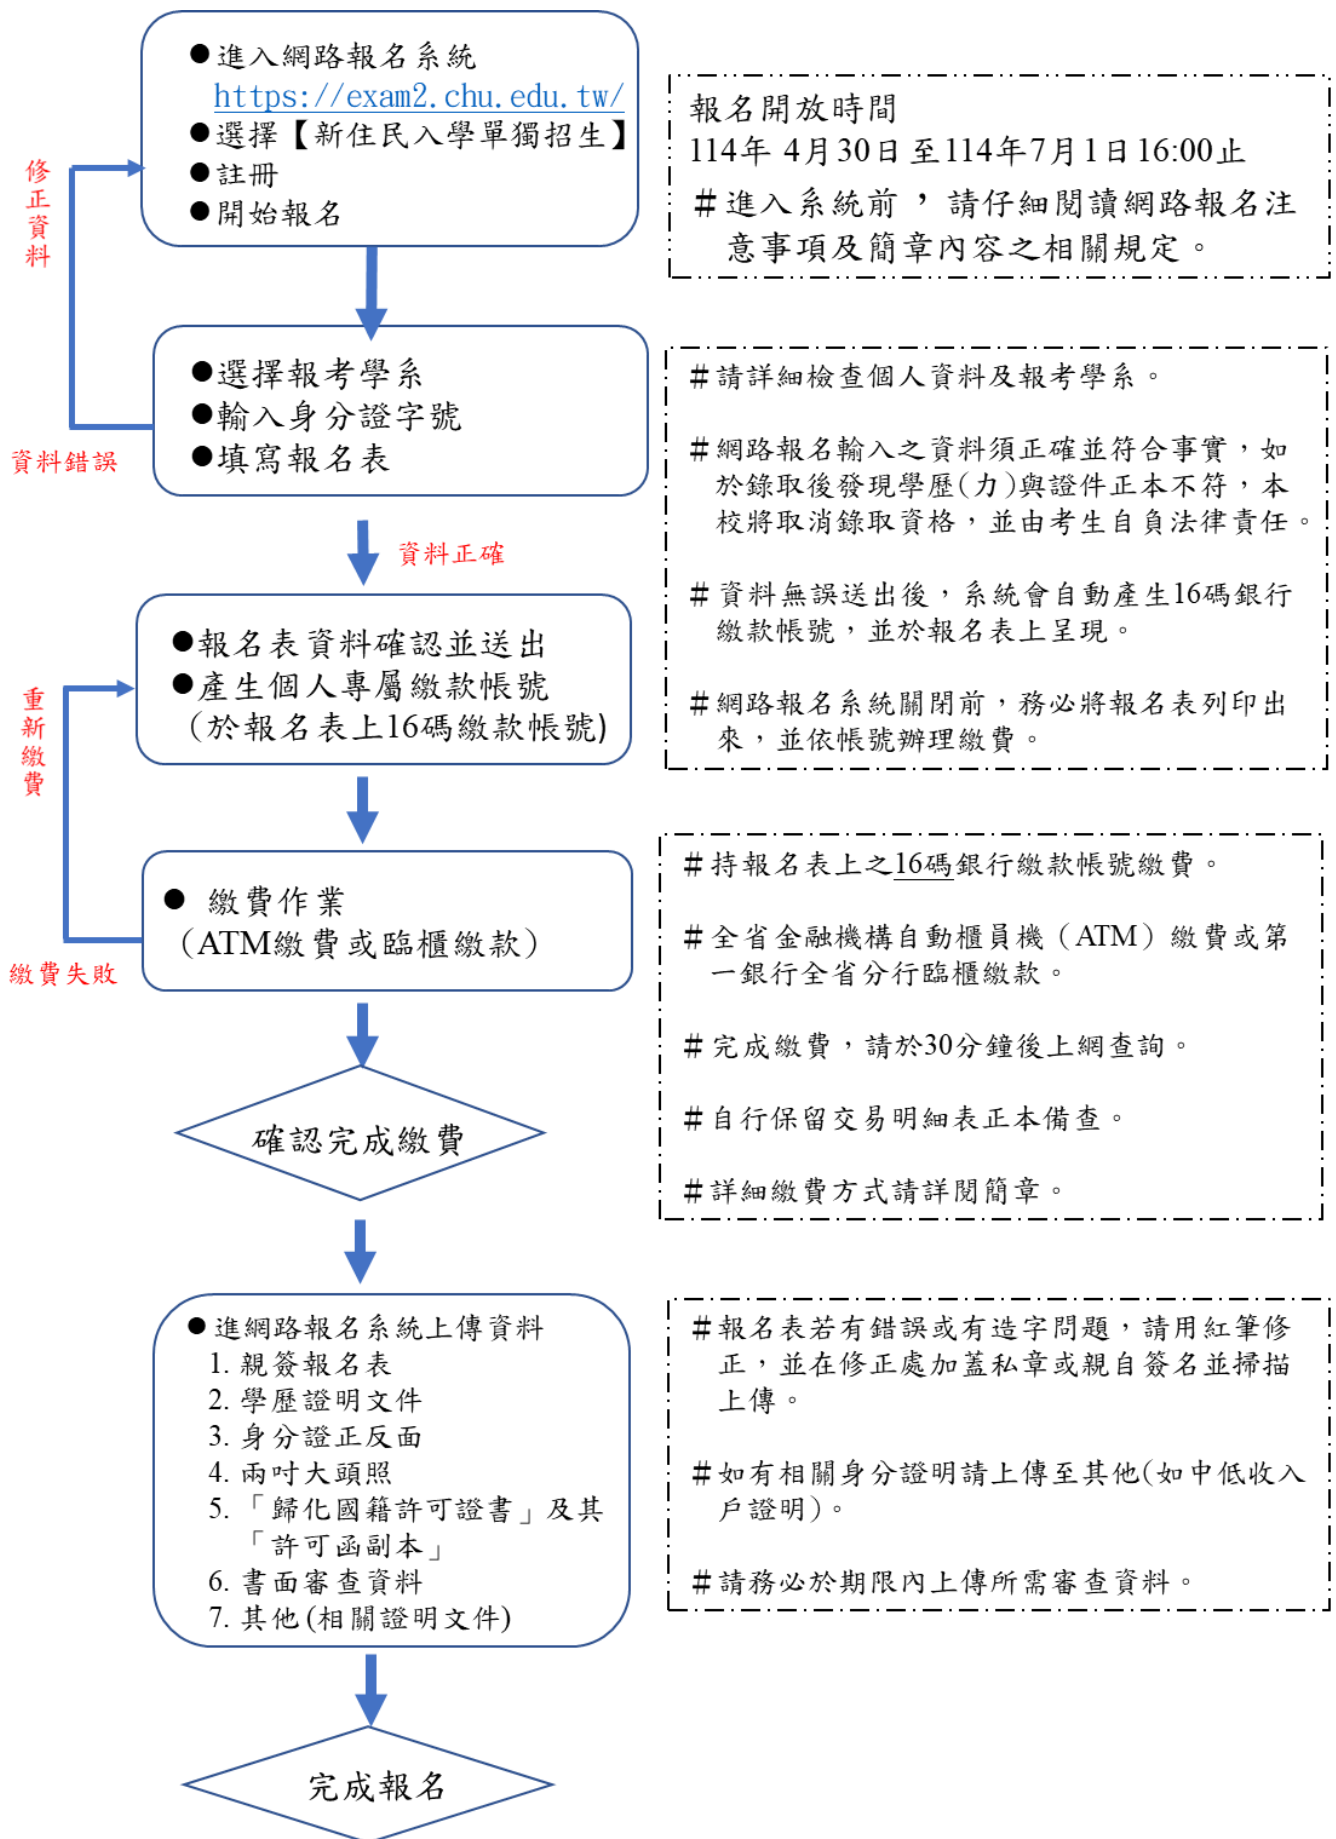 ●進入網路報名系統
https://exam2.chu.edu.tw/
●選擇【新住民入學單獨招生】
●註冊
●開始報名
報名開放時間
114年 4月30日至114年7月1日16:00止
#進入系統前，請仔細閱讀網路報名注
意事項及簡章內容之相關規定。
修正資料
●選擇報考學系
●輸入身分證字號
●填寫報名表
資料錯誤
資料正確
#請詳細檢查個人資料及報考學系。
#網路報名輸入之資料須正確並符合事實，如
於錄取後發現學歷(力)與證件正本不符，本
校將取消錄取資格，並由考生自負法律責任。
#資料無誤送出後，系統會自動產生16碼銀行
繳款帳號，並於報名表上呈現。
#網路報名系統關閉前，務必將報名表列印出
來，並依帳號辦理繳費。
●報名表資料確認並送出
●產生個人專屬繳款帳號
（於報名表上16碼繳款帳號)
重新繳費
● 繳費作業
（ATM繳費或臨櫃繳款）
繳費失敗
#持報名表上之16碼銀行繳款帳號繳費。
#全省金融機構自動櫃員機（ATM）繳費或第
一銀行全省分行臨櫃繳款。
#完成繳費，請於30分鐘後上網查詢。
#自行保留交易明細表正本備查。
#詳細繳費方式請詳閱簡章。
確認完成繳費
●進網路報名系統上傳資料
1. 親簽報名表
2. 學歷證明文件
3. 身分證正反面
4. 兩吋大頭照
5. 「歸化國籍許可證書」及其
「許可函副本」
6. 書面審查資料
7. 其他(相關證明文件)
#報名表若有錯誤或有造字問題，請用紅筆修
正，並在修正處加蓋私章或親自簽名並掃描
上傳。
#如有相關身分證明請上傳至其他(如中低收入
戶證明)。
#請務必於期限內上傳所需審查資料。
完成報名